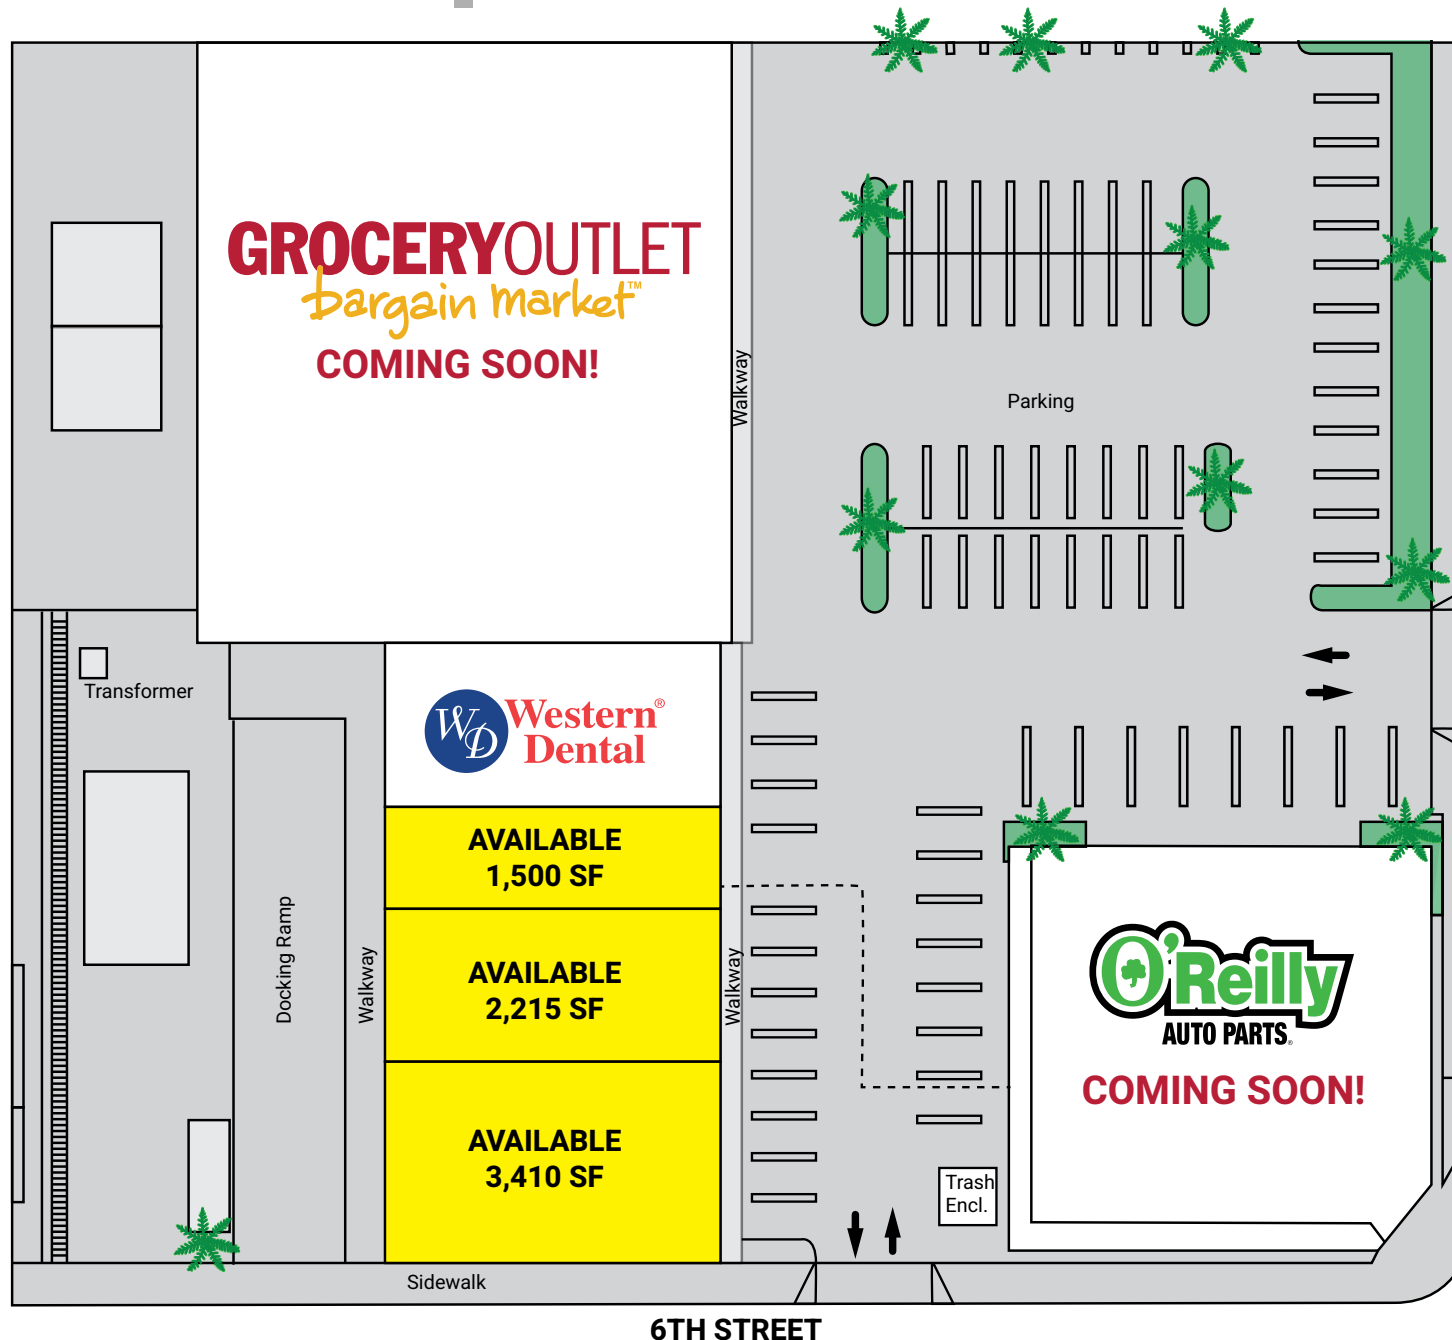 GROCERYOUTLET
bargain market™
COMING SOON!
Walkway
Parking
Transformer
WD Western®
Dental
AVAILABLE
1,500 SF
AVAILABLE
2,215 SF
AVAILABLE
3,410 SF
Docking Ramp
Walkway
Walkway
O'Reilly
AUTO PARTS®
COMING SOON!
Trash
Encl.
Sidewalk
6TH STREET